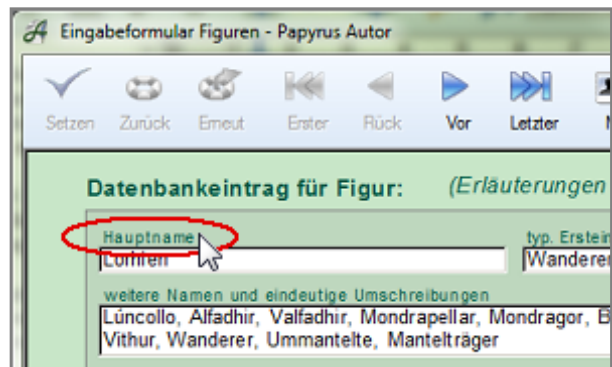 Eingabeformular Figuren - Papyrus Autor
Setzen Zurück Erneut Erster Rück Vor Letzter
Datenbankeintrag für Figur: (Erläuterungen
Hauptname typ. Erstein
Wanderer
weitere Namen und eindeutige Umschreibungen
Lúncollo, Alfadhir, Valfadhir, Mondrapellar, Mondragor,
Vithur, Wanderer, Ummantelte, Mantelträger